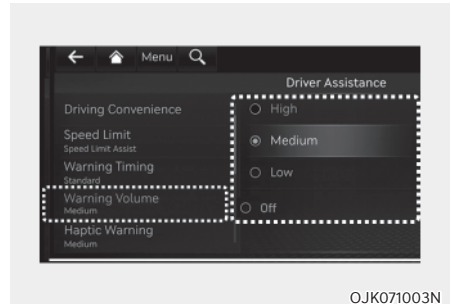 Menu
Driver Assistance
Driving Convenience
Speed Limit
Speed Limit Assist
Warning Timing
Standard
Warning Volume
Medium
Haptic Warning
Medium
High
Medium
Low
Off
OJK071003N